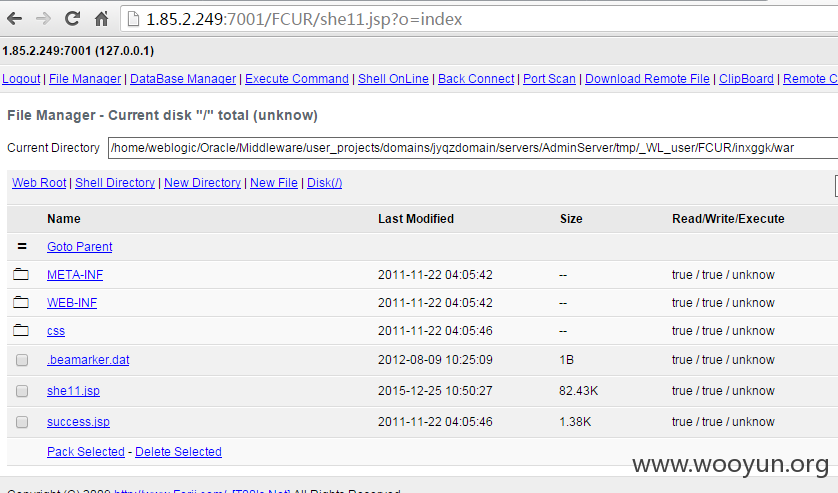 1.85.2.249:7001/FCUR/she11.jsp?o=index
1.85.2.249:7001 (127.0.0.1)
Logout | File Manager | DataBase Manager | Execute Command | Shell OnLine | Back Connect | Port Scan | Download Remote File | ClipBoard | Remote C
File Manager - Current disk "/" total (unknow)
Current Directory /home/weblogic/Oracle/Middleware/user_projects/domains/jyqzdomain/servers/AdminServer/tmp/_WL_user/FCUR/inxggk/war
Web Root | Shell Directory | New Directory | New File | Disk(/)
Name Last Modified Size Read/Write/Execute
= Goto Parent
META-INF 2011-11-22 04:05:42 -- true / true / unknow
WEB-INF 2011-11-22 04:05:42 -- true / true / unknow
css 2011-11-22 04:05:46 -- true / true / unknow
.beamarker.dat 2012-08-09 10:25:09 1B true / true / unknow
she11.jsp 2015-12-25 10:50:27 82.43K true / true / unknow
success.jsp 2011-11-22 04:05:46 1.38K true / true / unknow
Pack Selected - Delete Selected
www.wooyun.org
Copyright (C) 2009 All Rights Reserved